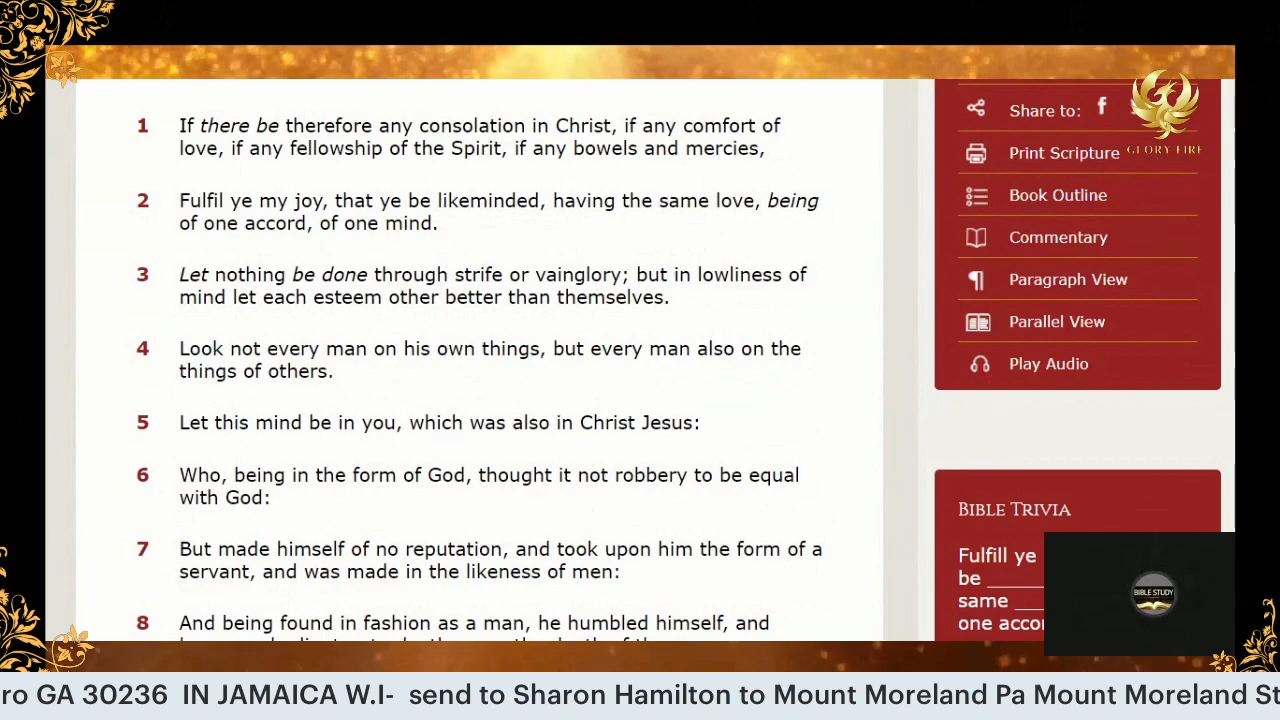 1 If there be therefore any consolation in Christ, if any comfort of
love, if any fellowship of the Spirit, if any bowels and mercies,
2 Fulfil ye my joy, that ye be likeminded, having the same love, being
of one accord, of one mind.
3 Let nothing be done through strife or vainglory; but in lowliness of
mind let each esteem other better than themselves.
4 Look not every man on his own things, but every man also on the
things of others.
5 Let this mind be in you, which was also in Christ Jesus:
6 Who, being in the form of God, thought it not robbery to be equal
with God:
7 But made himself of no reputation, and took upon him the form of a
servant, and was made in the likeness of men:
8 And being found in fashion as a man, he humbled himself, and
Share to:
Print Scripture
Book Outline
Commentary
Paragraph View
Parallel View
Play Audio
GLORY FIRE
BIBLE TRIVIA
Fulfill ye
be ______
same ___
one accor
BIBLE STUDY
ro GA 30236 IN JAMAICA W.I- send to Sharon Hamilton to Mount Moreland Pa Mount Moreland St